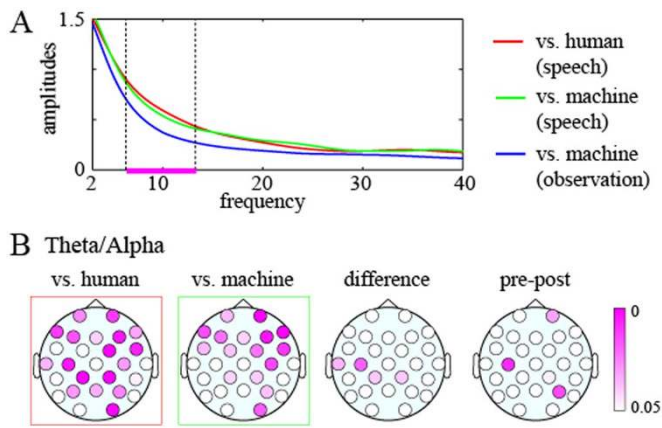 A
1.5
1
0
amplitudes
2
10
20
30
40
frequency
vs. human
(speech)
vs. machine
(speech)
vs. machine
(observation)
B Theta/Alpha
vs. human
vs. machine
difference
pre-post
0
0.05